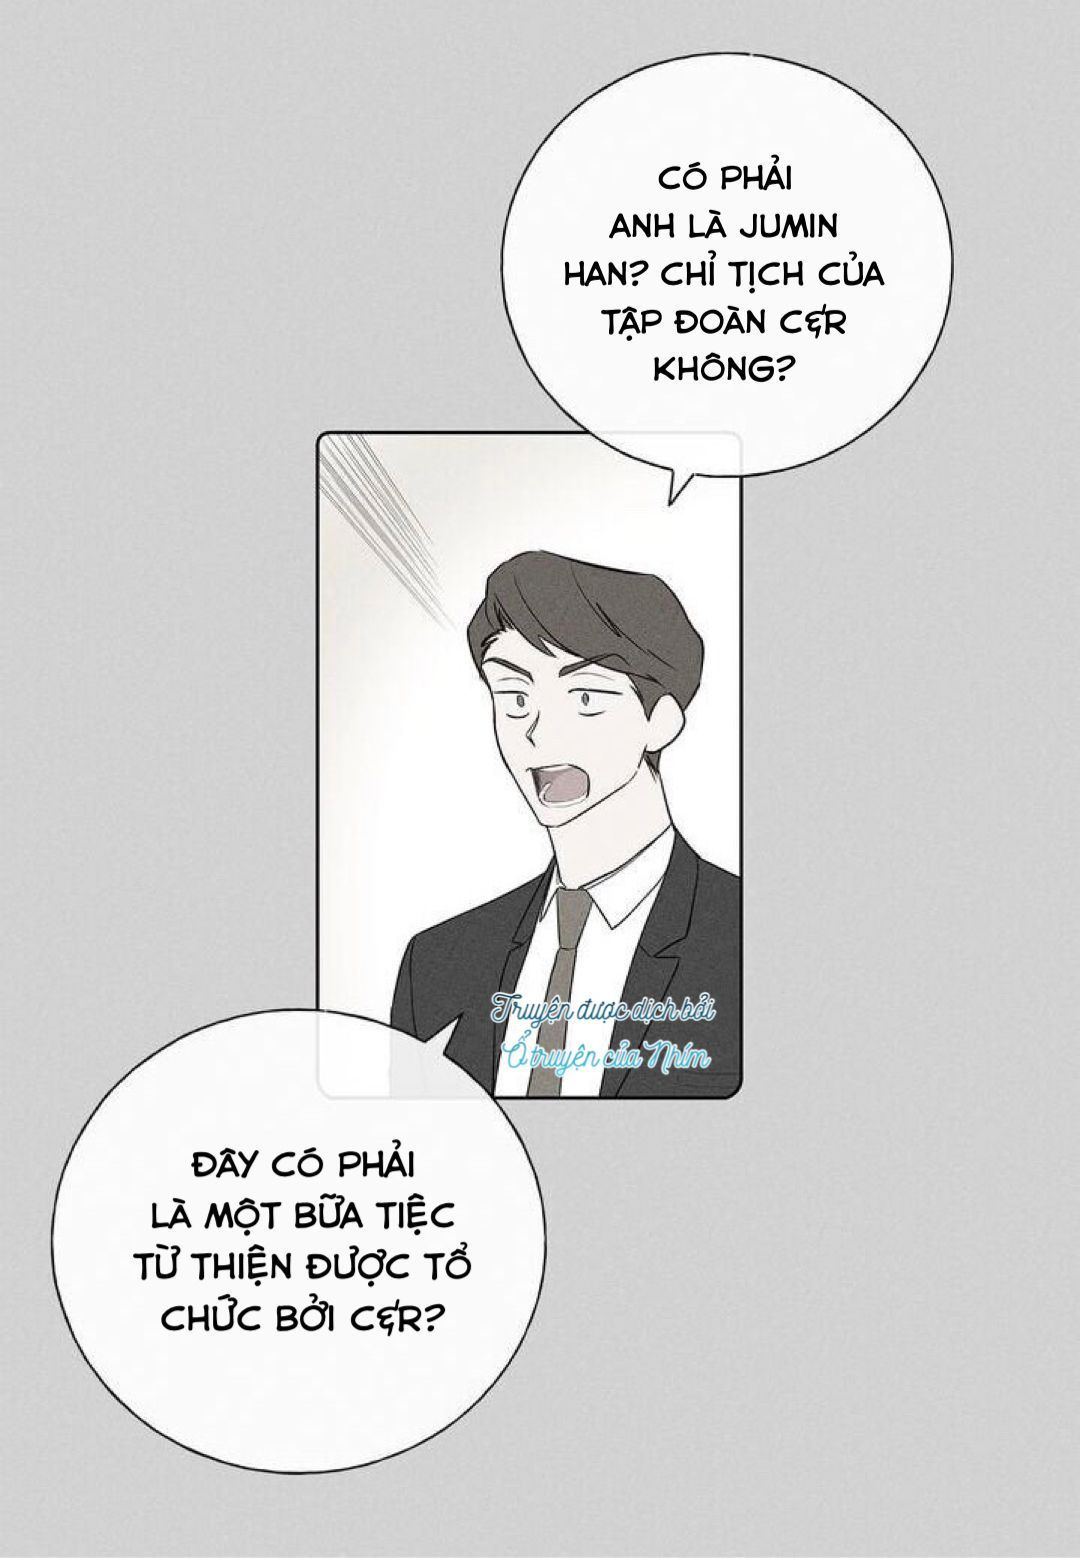 CÓ PHẢI
ANH LÀ JUMIN
HAN? CHỈ TỊCH CỦA
TẬP ĐOÀN C&R
KHÔNG?
Truyện được dịch bởi
Ổ truyện của Nhím
ĐÂY CÓ PHẢI
LÀ MỘT BỮA TIỆC
TỪ THIỆN ĐƯỢC TỔ
CHỨC BỞI C&R?